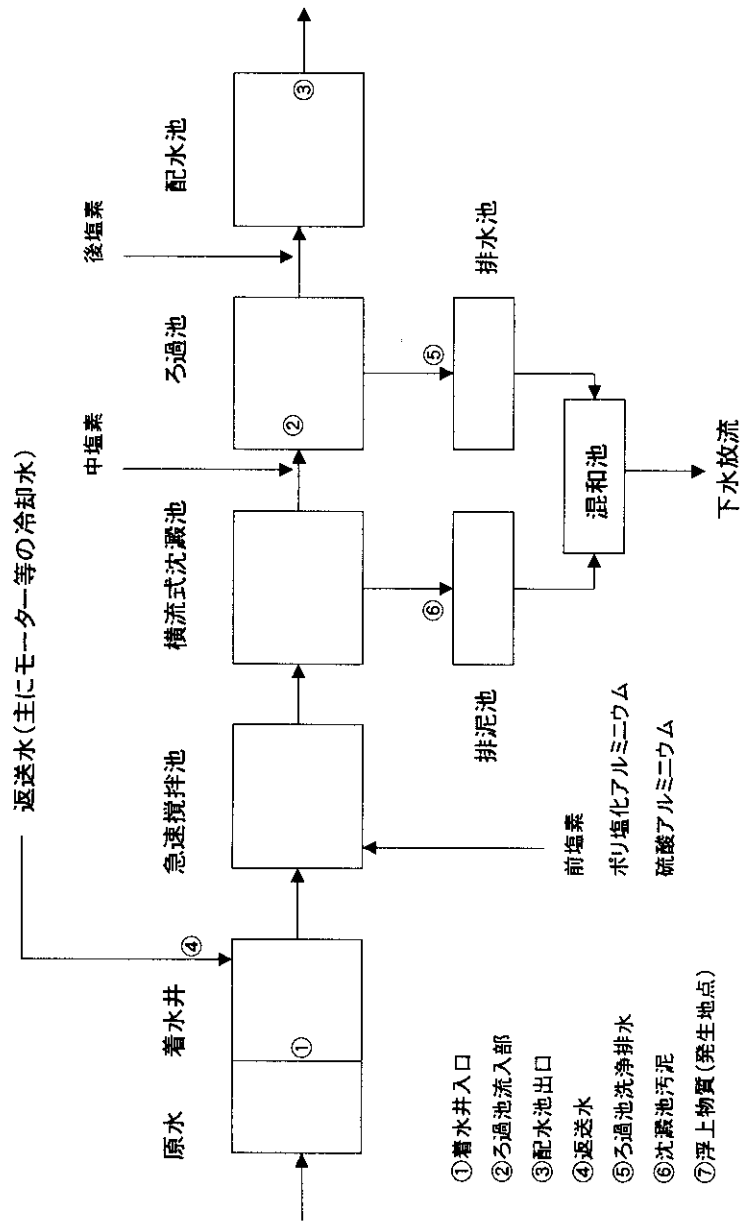 返送水(主にモーター等の冷却水)
原水
着水井
急速撹拌池
横流式沈澱池
中塩素
ろ過池
後塩素
配水池
④
①
②
③
⑥
⑤
前塩素
ポリ塩化アルミニウム
硫酸アルミニウム
排泥池
排水池
混和池
下水放流
①着水井入口
②ろ過池流入部
③配水池出口
④返送水
⑤ろ過池洗浄排水
⑥沈澱池汚泥
⑦浮上物質(発生地点)